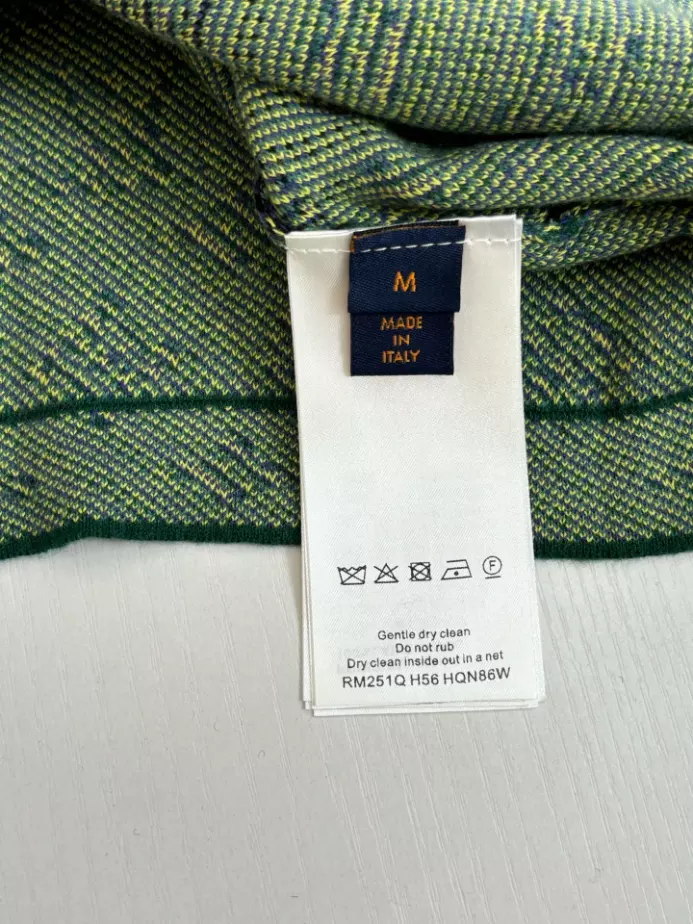 M
MADE
IN
ITALY
F
Gentle dry clean
Do not rub
Dry clean inside out in a net
RM251Q H56 HQN86W